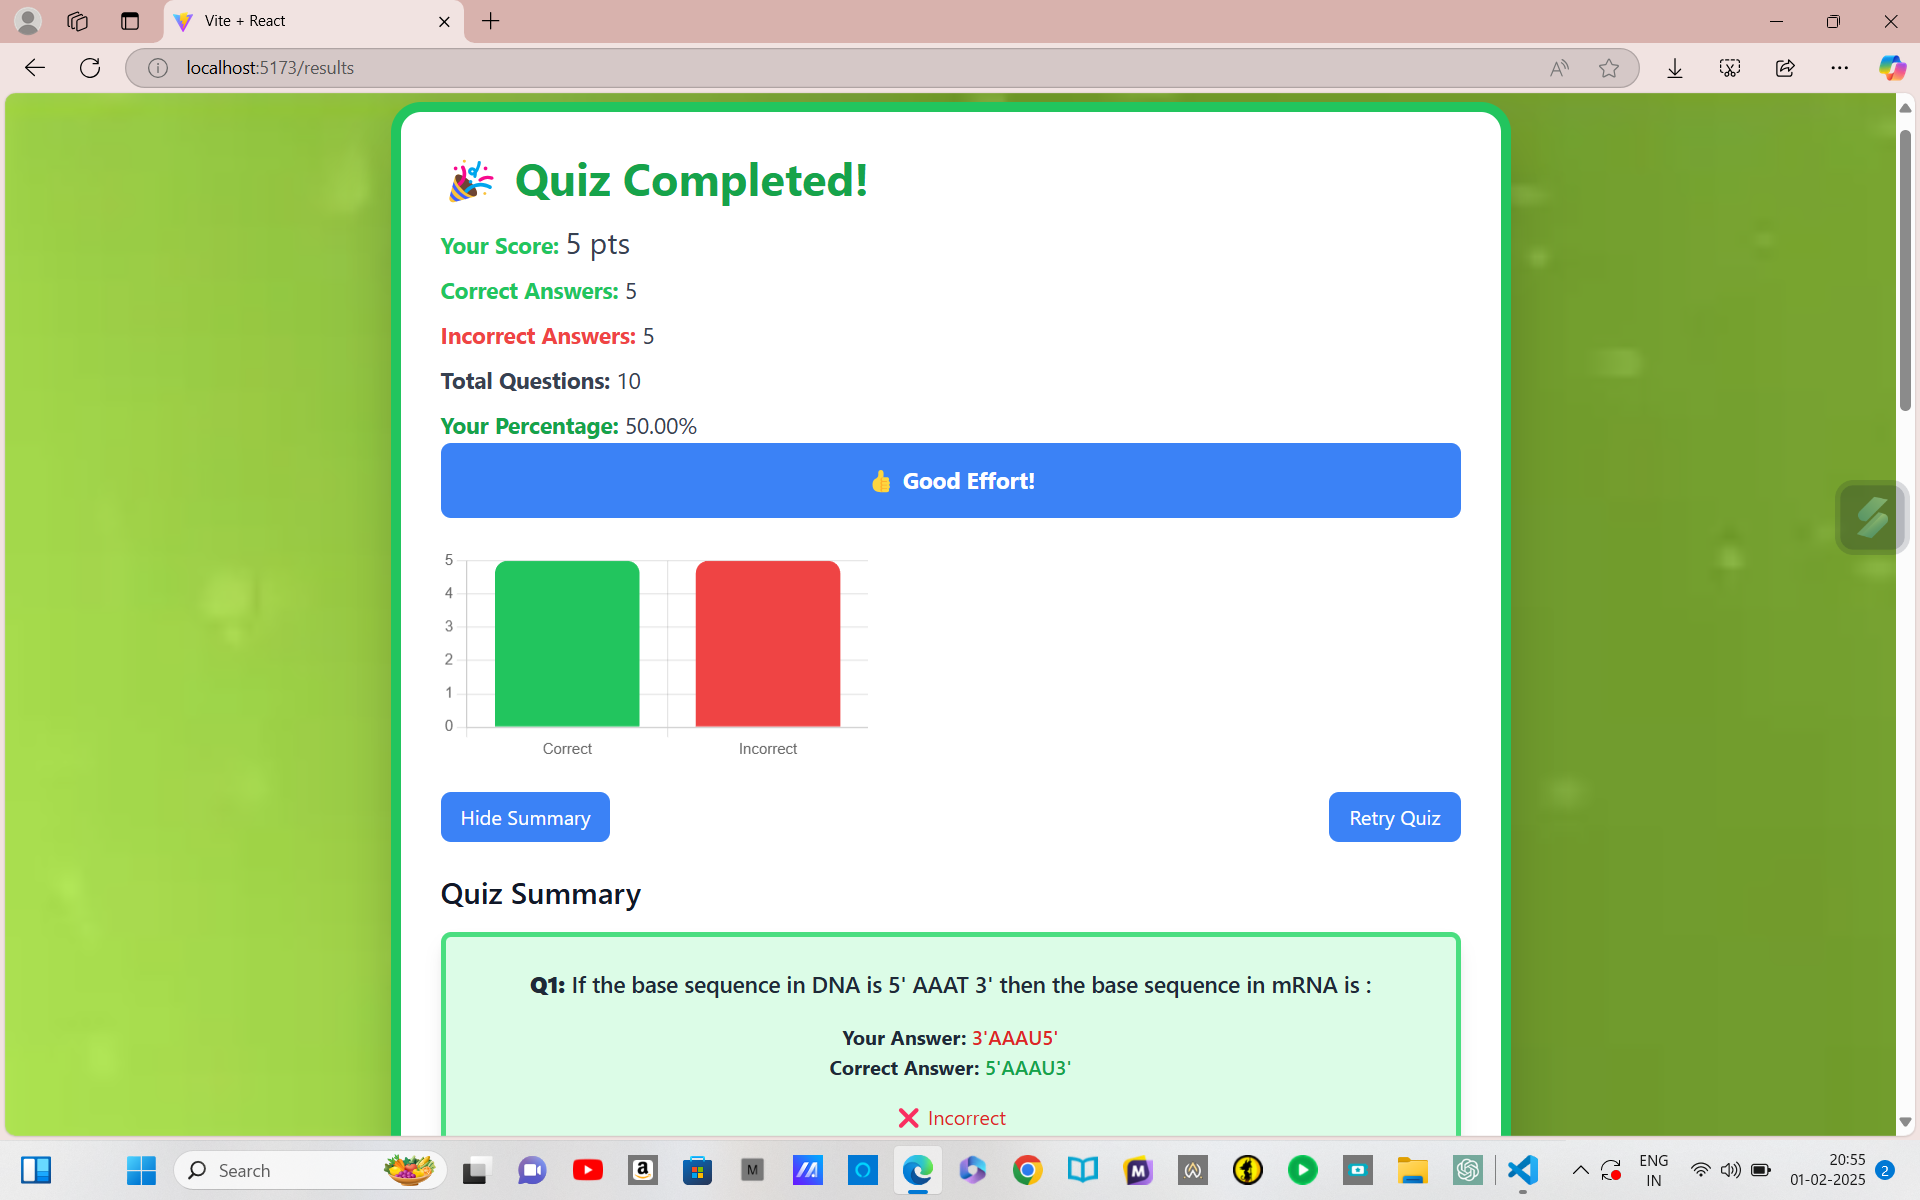 Vite + React
localhost:5173/results
Quiz Completed!
Your Score: 5 pts
Correct Answers: 5
Incorrect Answers: 5
Total Questions: 10
Your Percentage: 50.00%
👍 Good Effort!
5
4
3
2
1
0
Correct Incorrect
Hide Summary Retry Quiz
Quiz Summary
Q1: If the base sequence in DNA is 5' AAAT 3' then the base sequence in mRNA is :
Your Answer: 3'AAAU5'
Correct Answer: 5'AAAU3'
❌ Incorrect
Search
ENG
IN
20:55
01-02-2025
2